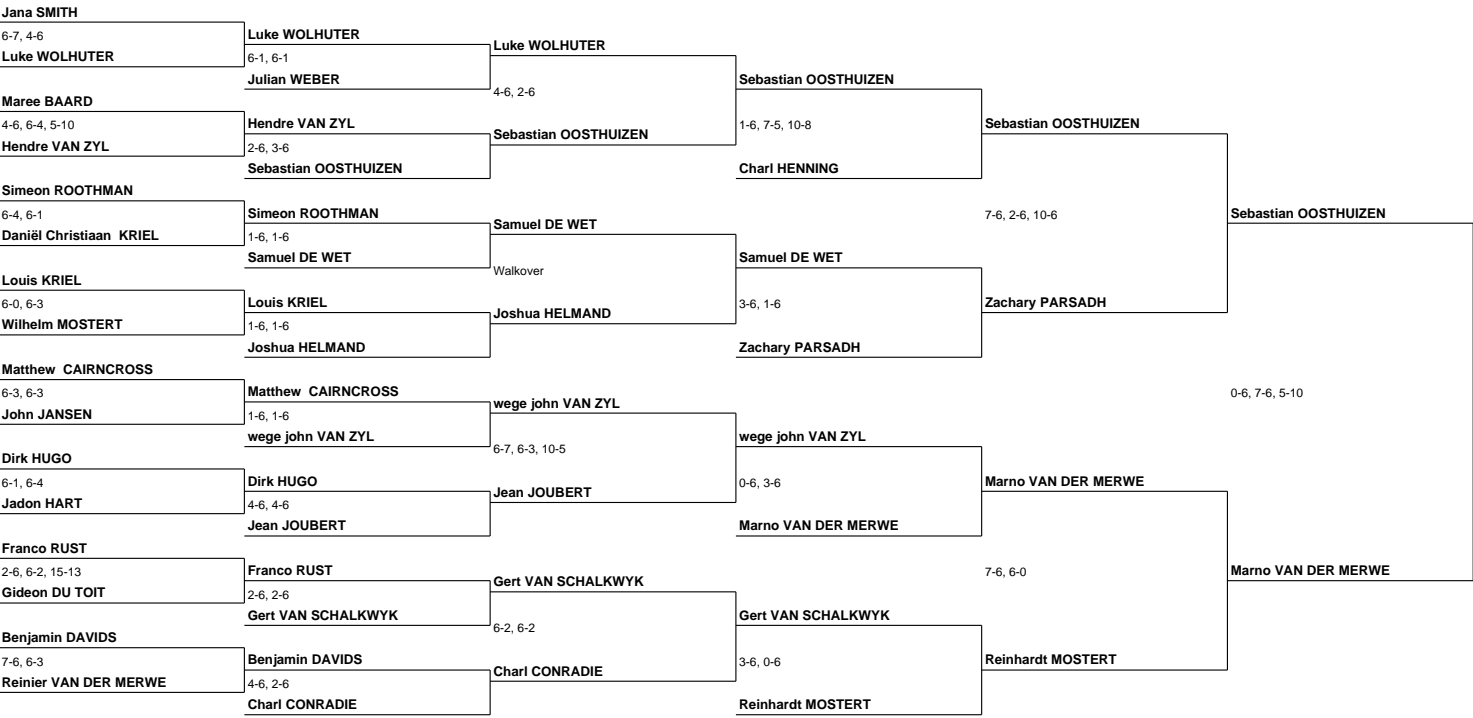 Jana SMITH
6-7, 4-6
Luke WOLHUTER
Maree BAARD
4-6, 6-4, 5-10
Hendre VAN ZYL
Simeon ROOTHMAN
6-4, 6-1
Daniël Christiaan  KRIEL
Louis KRIEL
6-0, 6-3
Wilhelm MOSTERT
Matthew  CAIRNCROSS
6-3, 6-3
John JANSEN
Dirk HUGO
6-1, 6-4
Jadon HART
Franco RUST
2-6, 6-2, 15-13
Gideon DU TOIT
Benjamin DAVIDS
7-6, 6-3
Reinier VAN DER MERWE
Luke WOLHUTER
6-1, 6-1
Julian WEBER
Hendre VAN ZYL
2-6, 3-6
Sebastian OOSTHUIZEN
Simeon ROOTHMAN
1-6, 1-6
Samuel DE WET
Louis KRIEL
1-6, 1-6
Joshua HELMAND
Matthew  CAIRNCROSS
1-6, 1-6
wege john VAN ZYL
Dirk HUGO
4-6, 4-6
Jean JOUBERT
Franco RUST
2-6, 2-6
Gert VAN SCHALKWYK
Benjamin DAVIDS
4-6, 2-6
Charl CONRADIE
Luke WOLHUTER
4-6, 2-6
Sebastian OOSTHUIZEN
Samuel DE WET
Walkover
Joshua HELMAND
wege john VAN ZYL
6-7, 6-3, 10-5
Jean JOUBERT
Gert VAN SCHALKWYK
6-2, 6-2
Charl CONRADIE
Sebastian OOSTHUIZEN
1-6, 7-5, 10-8
Charl HENNING
Samuel DE WET
3-6, 1-6
Zachary PARSADH
wege john VAN ZYL
0-6, 3-6
Marno VAN DER MERWE
Gert VAN SCHALKWYK
3-6, 0-6
Reinhardt MOSTERT
Sebastian OOSTHUIZEN
7-6, 2-6, 10-6
Zachary PARSADH
Marno VAN DER MERWE
7-6, 6-0
Reinhardt MOSTERT
Sebastian OOSTHUIZEN
0-6, 7-6, 5-10
Marno VAN DER MERWE